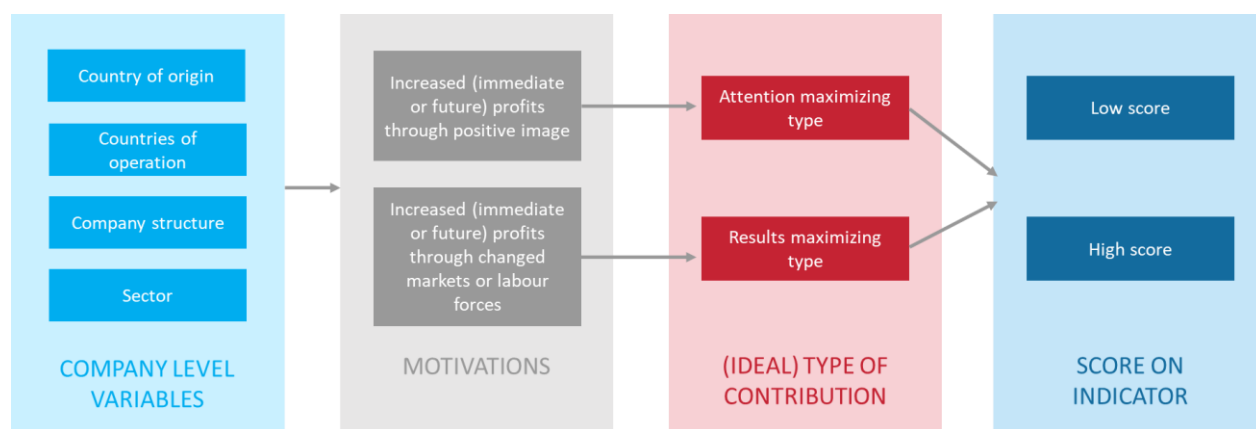 Country of origin
Countries of
operation
Company structure
Sector
COMPANY LEVEL
VARIABLES
Increased (immediate
or future) profits
through positive image
Increased (immediate
or future) profits
through changed
markets or labour
forces
MOTIVATIONS
Attention maximizing
type
Results maximizing
type
(IDEAL) TYPE OF
CONTRIBUTION
Low score
High score
SCORE ON
INDICATOR